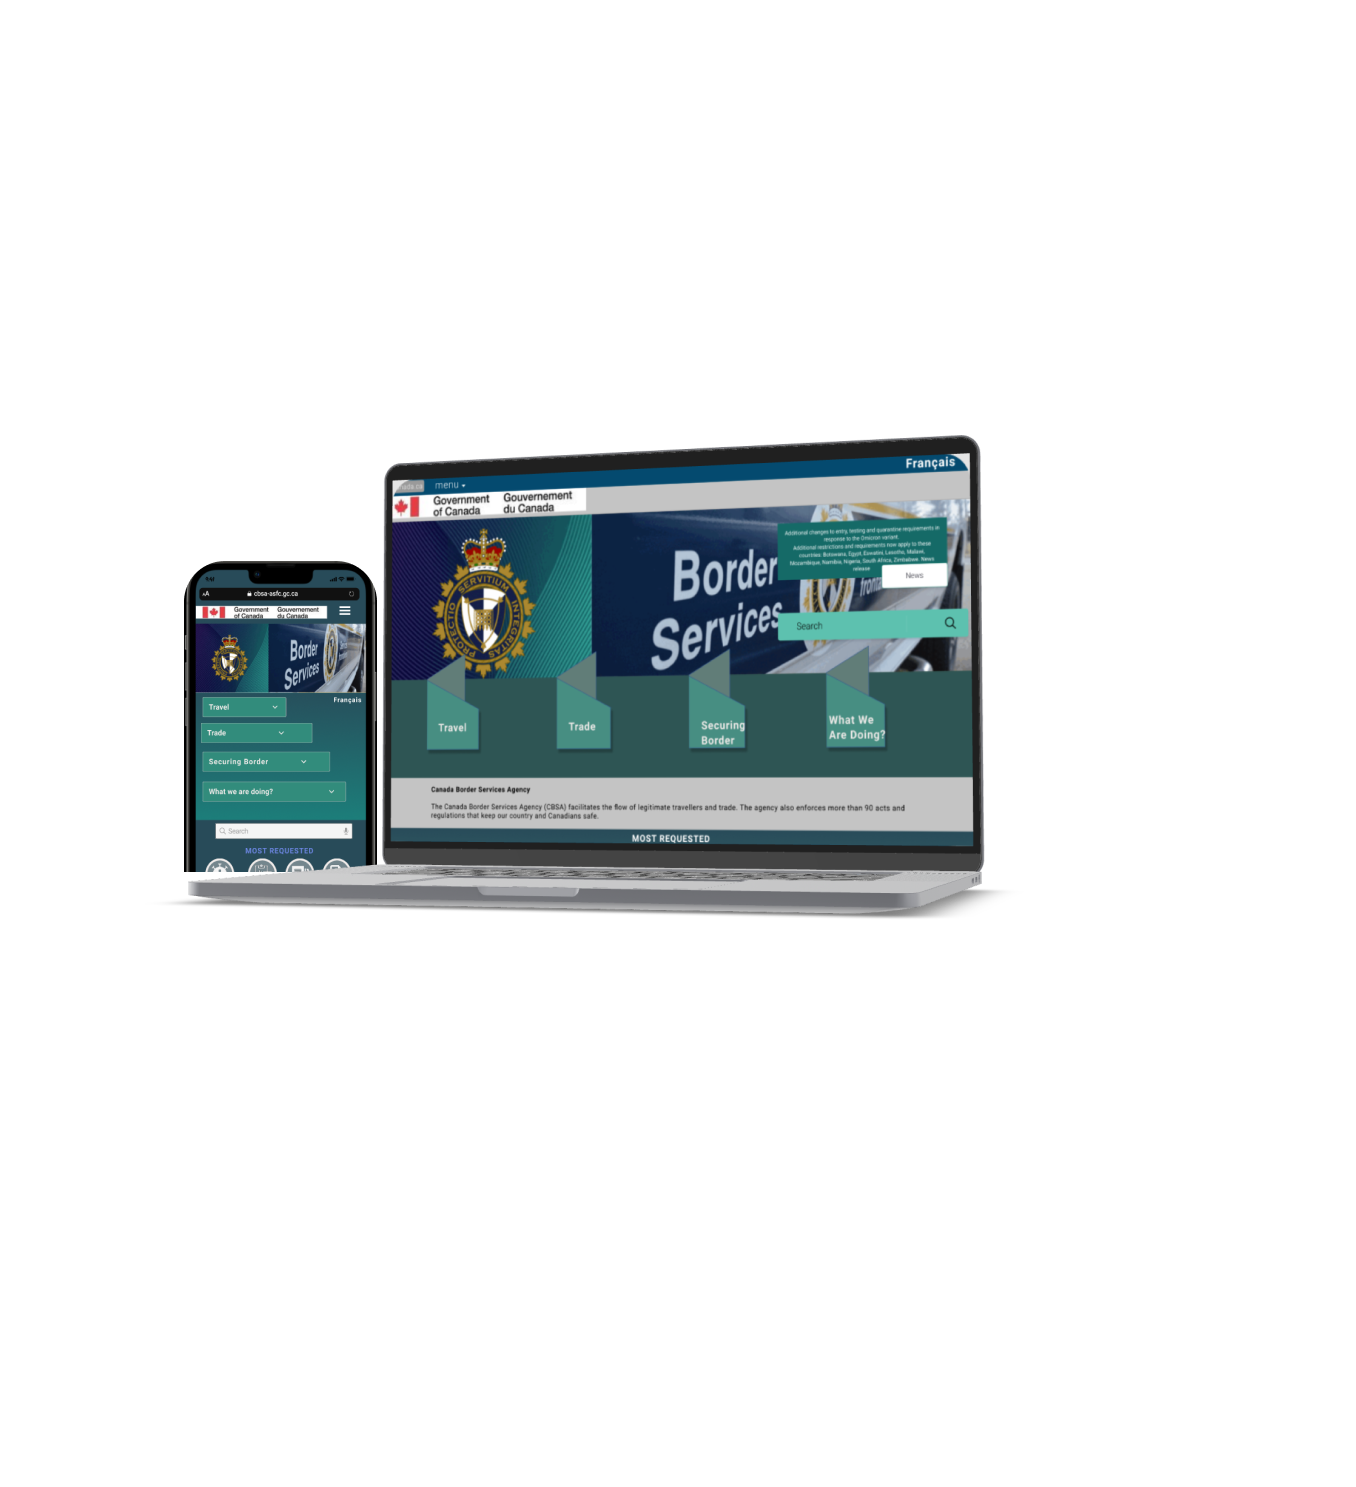 9:41
AA cbsa-asfc.gc.ca
Government
of Canada
Gouvernement
du Canada
Border
Services
Français
Travel
Trade
Securing Border
What we are doing?
Search
MOST REQUESTED
menu
Français
Government
of Canada
Gouvernement
du Canada
SERVITIUM
PROTECTIO
INTEGRITAS
Border
Services
Additional changes to entry, testing and quarantine requirements in
response to the Omicron variant.
Additional restrictions and requirements now apply to these
countries: Botswana, Egypt, Eswatini, Lesotho, Malawi,
Mozambique, Namibia, Nigeria, South Africa, Zimbabwe. News
release
News
Search
Travel
Trade
Securing
Border
What We
Are Doing?
Canada Border Services Agency
The Canada Border Services Agency (CBSA) facilitates the flow of legitimate travellers and trade. The agency also enforces more than 90 acts and
regulations that keep our country and Canadians safe.
MOST REQUESTED